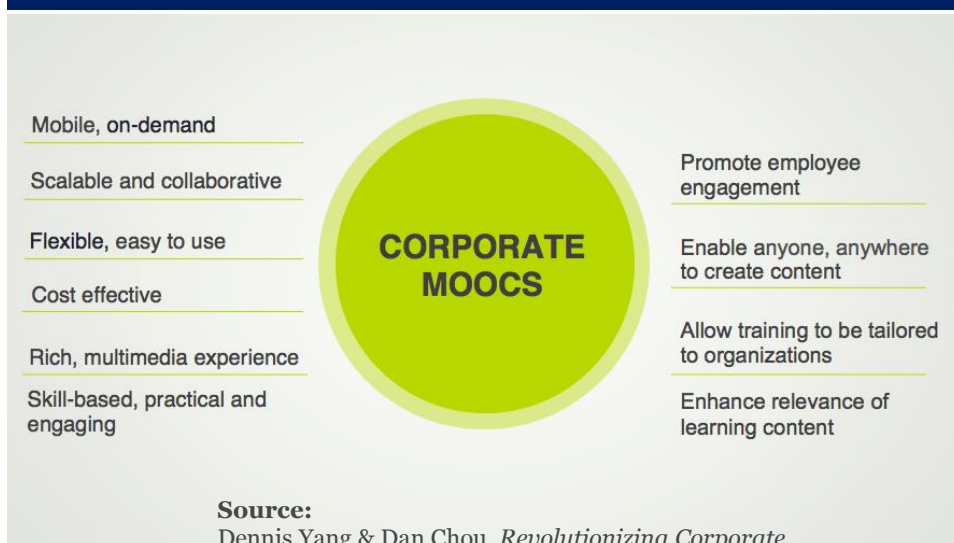 Mobile, on-demand
Scalable and collaborative
Flexible, easy to use
Cost effective
Rich, multimedia experience
Skill-based, practical and
engaging
CORPORATE
MOOCS
Promote employee
engagement
Enable anyone, anywhere
to create content
Allow training to be tailored
to organizations
Enhance relevance of
learning content
Source:
Dennis Yang & Dan Chou, Revolutionizing Corporate